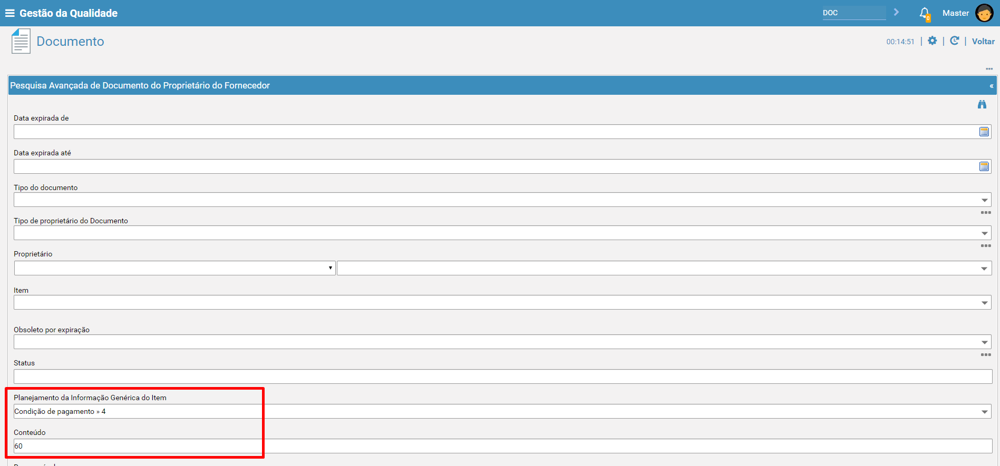 Gestão da Qualidade
DOC
0
Master
Documento
00:14:51 | | | Voltar
Pesquisa Avançada de Documento do Proprietário do Fornecedor
«
Data expirada de
Data expirada até
Tipo do documento
Tipo de proprietário do Documento
Proprietário
Item
Obsoleto por expiração
Status
Planejamento da Informação Genérica do Item
Condição de pagamento » 4
Conteúdo
60